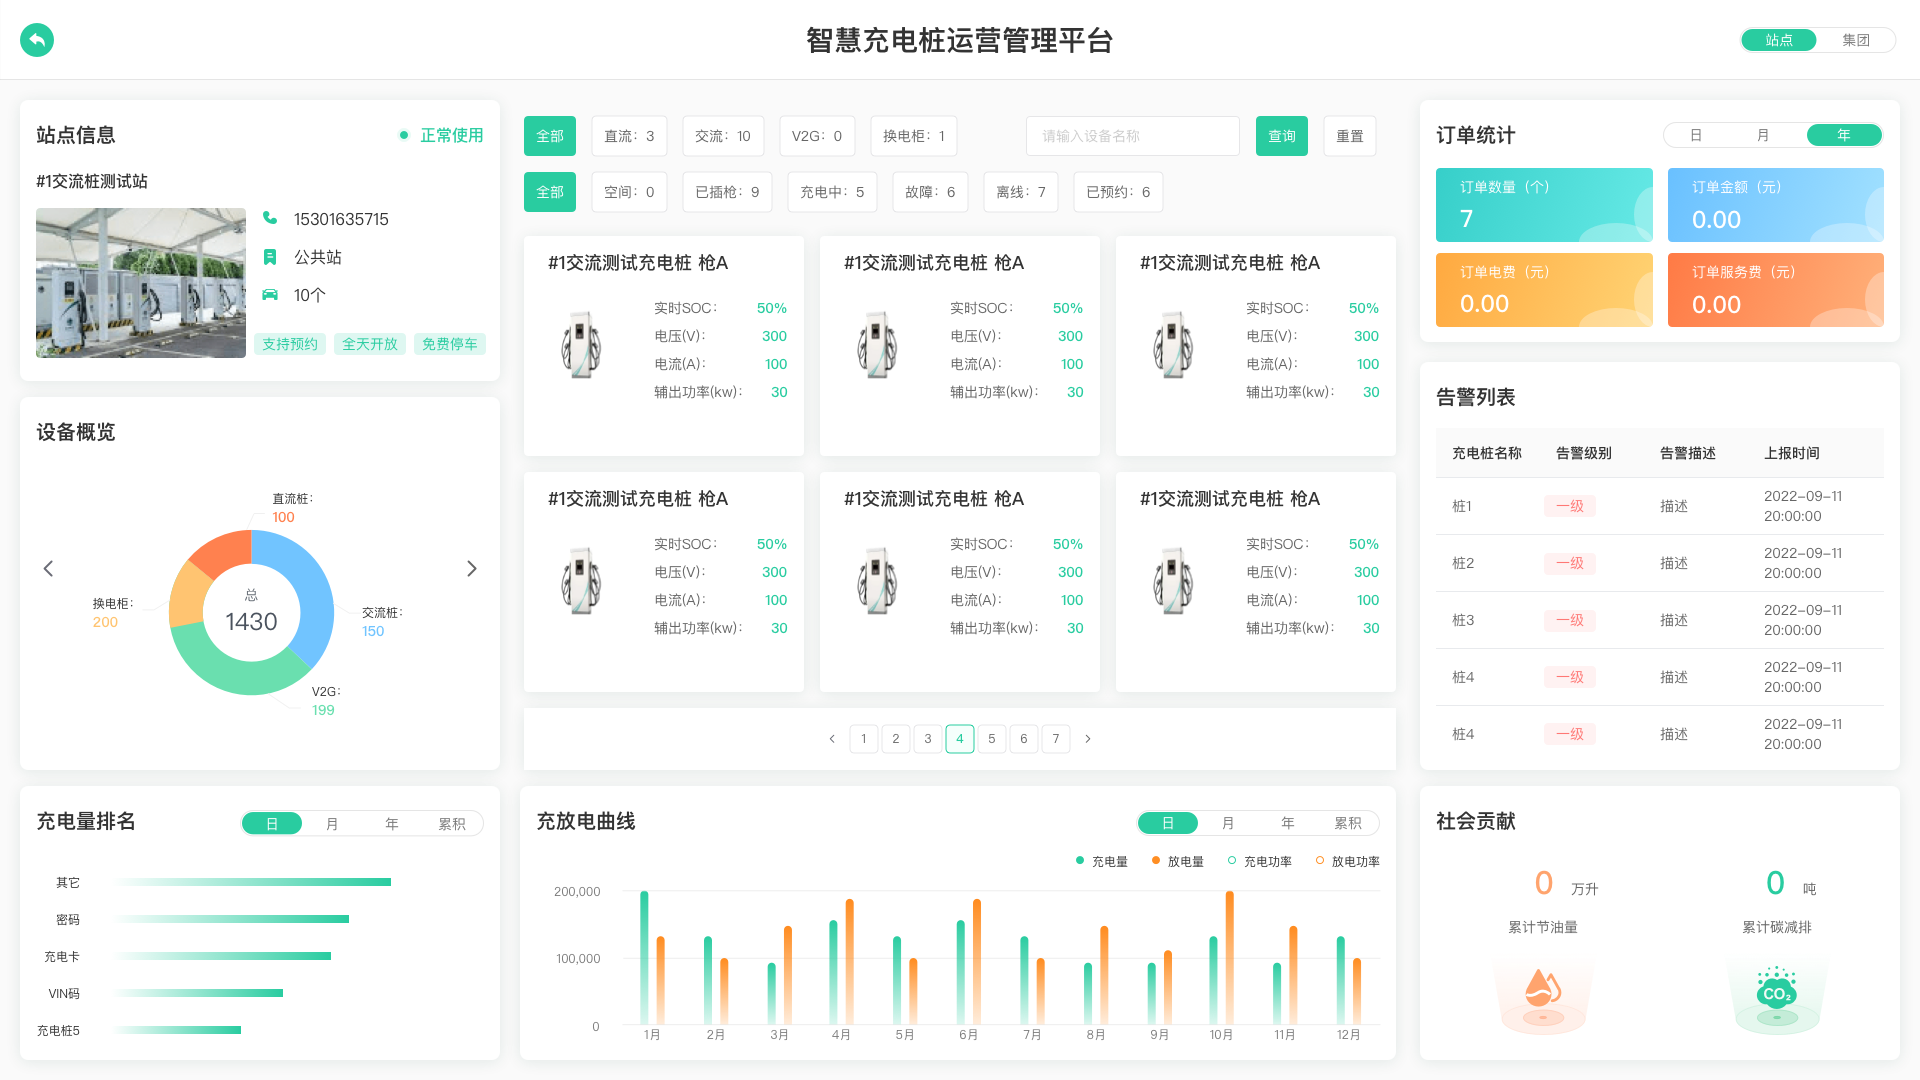 智慧充电桩运营管理平台
站点 集团
站点信息
正常使用
#1交流桩测试站
15301635715
公共站
10个
支持预约 全天开放 免费停车
设备概览
直流桩：
100
换电柜：
200
总
1430
交流桩：
150
V2G：
199
充电量排名
日 月 年 累积
其它
密码
充电卡
VIN码
充电桩5
全部 直流：3 交流：10 V2G：0 换电柜：1 请输入设备名称 查询 重置
全部 空间：0 已插枪：9 充电中：5 故障：6 离线：7 已预约：6
#1交流测试充电桩 枪A
实时SOC： 50%
电压(V)： 300
电流(A)： 100
辅出功率(kw)： 30
#1交流测试充电桩 枪A
实时SOC： 50%
电压(V)： 300
电流(A)： 100
辅出功率(kw)： 30
#1交流测试充电桩 枪A
实时SOC： 50%
电压(V)： 300
电流(A)： 100
辅出功率(kw)： 30
#1交流测试充电桩 枪A
实时SOC： 50%
电压(V)： 300
电流(A)： 100
辅出功率(kw)： 30
#1交流测试充电桩 枪A
实时SOC： 50%
电压(V)： 300
电流(A)： 100
辅出功率(kw)： 30
#1交流测试充电桩 枪A
实时SOC： 50%
电压(V)： 300
电流(A)： 100
辅出功率(kw)： 30
1 2 3 4 5 6 7
充放电曲线
日 月 年 累积
充电量 放电量 充电功率 放电功率
200,000
100,000
0
1月 2月 3月 4月 5月 6月 7月 8月 9月 10月 11月 12月
订单统计
日 月 年
订单数量（个）
7
订单金额（元）
0.00
订单电费（元）
0.00
订单服务费（元）
0.00
告警列表
充电桩名称 告警级别 告警描述 上报时间
桩1 一级 描述 2022-09-11
20:00:00
桩2 一级 描述 2022-09-11
20:00:00
桩3 一级 描述 2022-09-11
20:00:00
桩4 一级 描述 2022-09-11
20:00:00
桩4 一级 描述 2022-09-11
20:00:00
社会贡献
0 万升
累计节油量
0 吨
累计碳减排
CO₂